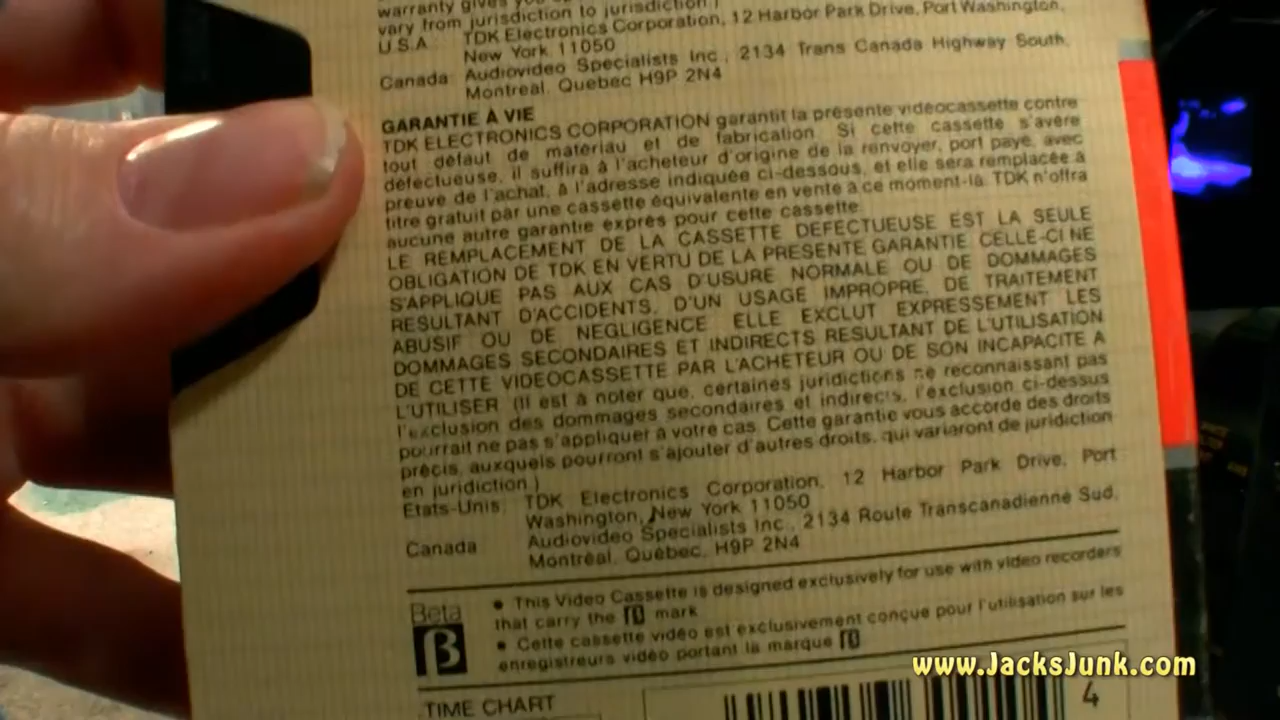 warranty gives you
vary from jurisdiction to jurisdiction.)
U.S.A. TDK Electronics Corporation, 12 Harbor Park Drive, Port Washington,
New York 11050
Canada Audiovideo Specialists Inc., 2134 Trans Canada Highway South,
Montreal, Quebec H9P 2N4
GARANTIE À VIE
TDK ELECTRONICS CORPORATION garantit la présente vidéocassette contre
tout défaut de matériau et de fabrication. Si cette cassette s'avère
défectueuse, il suffira à l'acheteur d'origine de la renvoyer, port payé, avec
preuve de l'achat, à l'adresse indiquée ci-dessous, et elle sera remplacée à
titre gratuit par une cassette équivalente en vente à ce moment-là. TDK n'offra
aucune autre garantie exprès pour cette cassette.
LE REMPLACEMENT DE LA CASSETTE DEFECTUEUSE EST LA SEULE
OBLIGATION DE TDK EN VERTU DE LA PRESENTE GARANTIE. CELLE-CI NE
S'APPLIQUE PAS AUX CAS D'USURE NORMALE OU DE DOMMAGES
RESULTANT D'ACCIDENTS, D'UN USAGE IMPROPRE, DE TRAITEMENT
ABUSIF OU DE NEGLIGENCE. ELLE EXCLUT EXPRESSEMENT LES
DOMMAGES SECONDAIRES ET INDIRECTS RESULTANT DE L'UTILISATION
DE CETTE VIDEOCASSETTE PAR L'ACHETEUR OU DE SON INCAPACITE A
L'UTILISER. (Il est à noter que, certaines juridictions ne reconnaissant pas
l'exclusion des dommages secondaires et indirects, l'exclusion ci-dessus
pourrait ne pas s'appliquer à votre cas. Cette garantie vous accorde des droits
précis, auxquels pourront s'ajouter d'autres droits, qui variaront de juridiction
en juridiction.)
Etats-Unis: TDK Electronics Corporation, 12 Harbor Park Drive, Port
Washington, New York 11050
Canada Audiovideo Specialists Inc., 2134 Route Transcanadienne Sud,
Montréal, Québec, H9P 2N4
Beta
• This Video Cassette is designed exclusively for use with video recorders
that carry the β mark
• Cette cassette vidéo est exclusivement conçue pour l'utilisation sur les
enregistreurs vidéo portant la marque β
TIME CHART
4
www.JacksJunk.com